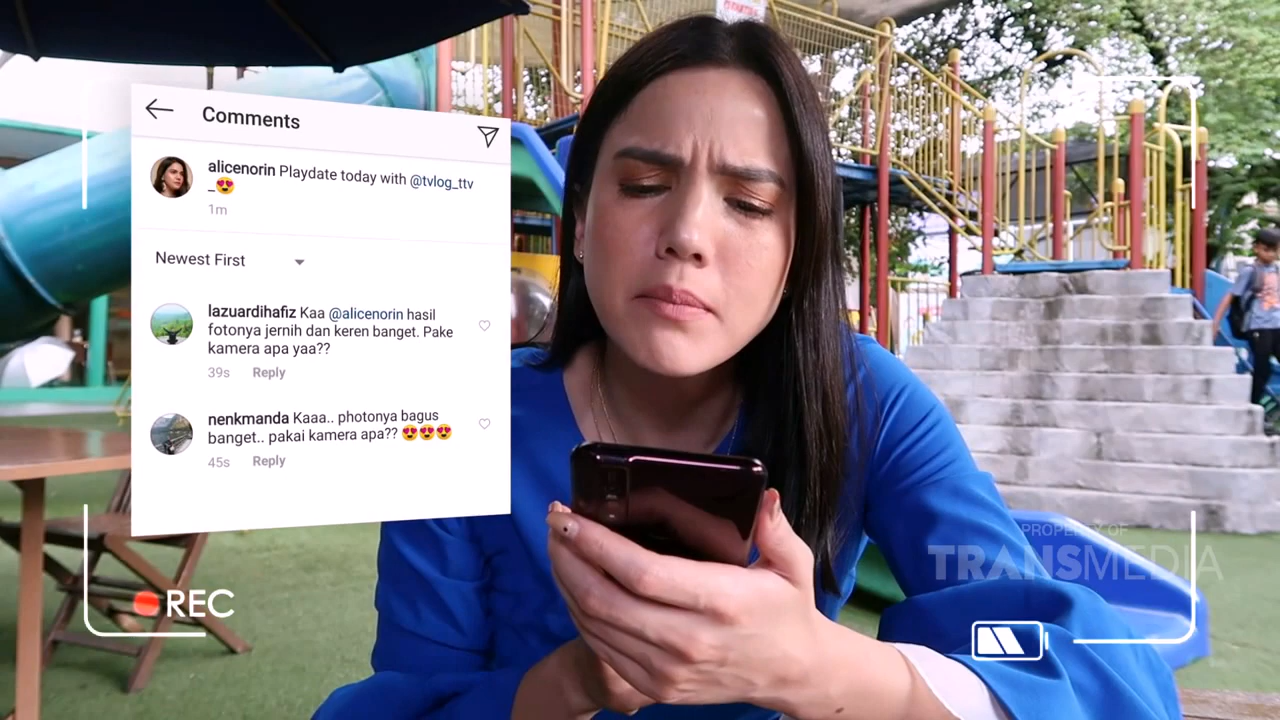 Comments
alicenorin Playdate today with @tvlog_ttv
_😍
1m
Newest First
lazuardihafiz Kaa @alicenorin hasil
fotonya jernih dan keren banget. Pake
kamera apa yaa??
39s Reply
nenkmanda Kaaa.. photonya bagus
banget.. pakai kamera apa?? 😍😍😍
45s Reply
PROPERTY OF
TRANSMEDIA
REC